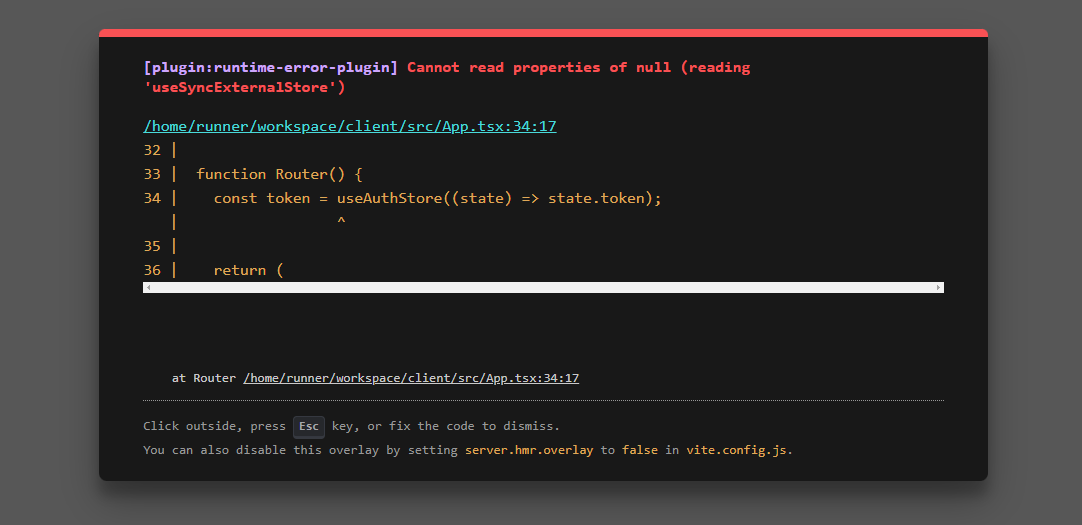 [plugin:runtime-error-plugin] Cannot read properties of null (reading
'useSyncExternalStore')
/home/runner/workspace/client/src/App.tsx:34:17
32 |
33 |  function Router() {
34 |    const token = useAuthStore((state) => state.token);
   |                  ^
35 |
36 |    return (
at Router /home/runner/workspace/client/src/App.tsx:34:17
Click outside, press Esc key, or fix the code to dismiss.
You can also disable this overlay by setting server.hmr.overlay to false in vite.config.js.